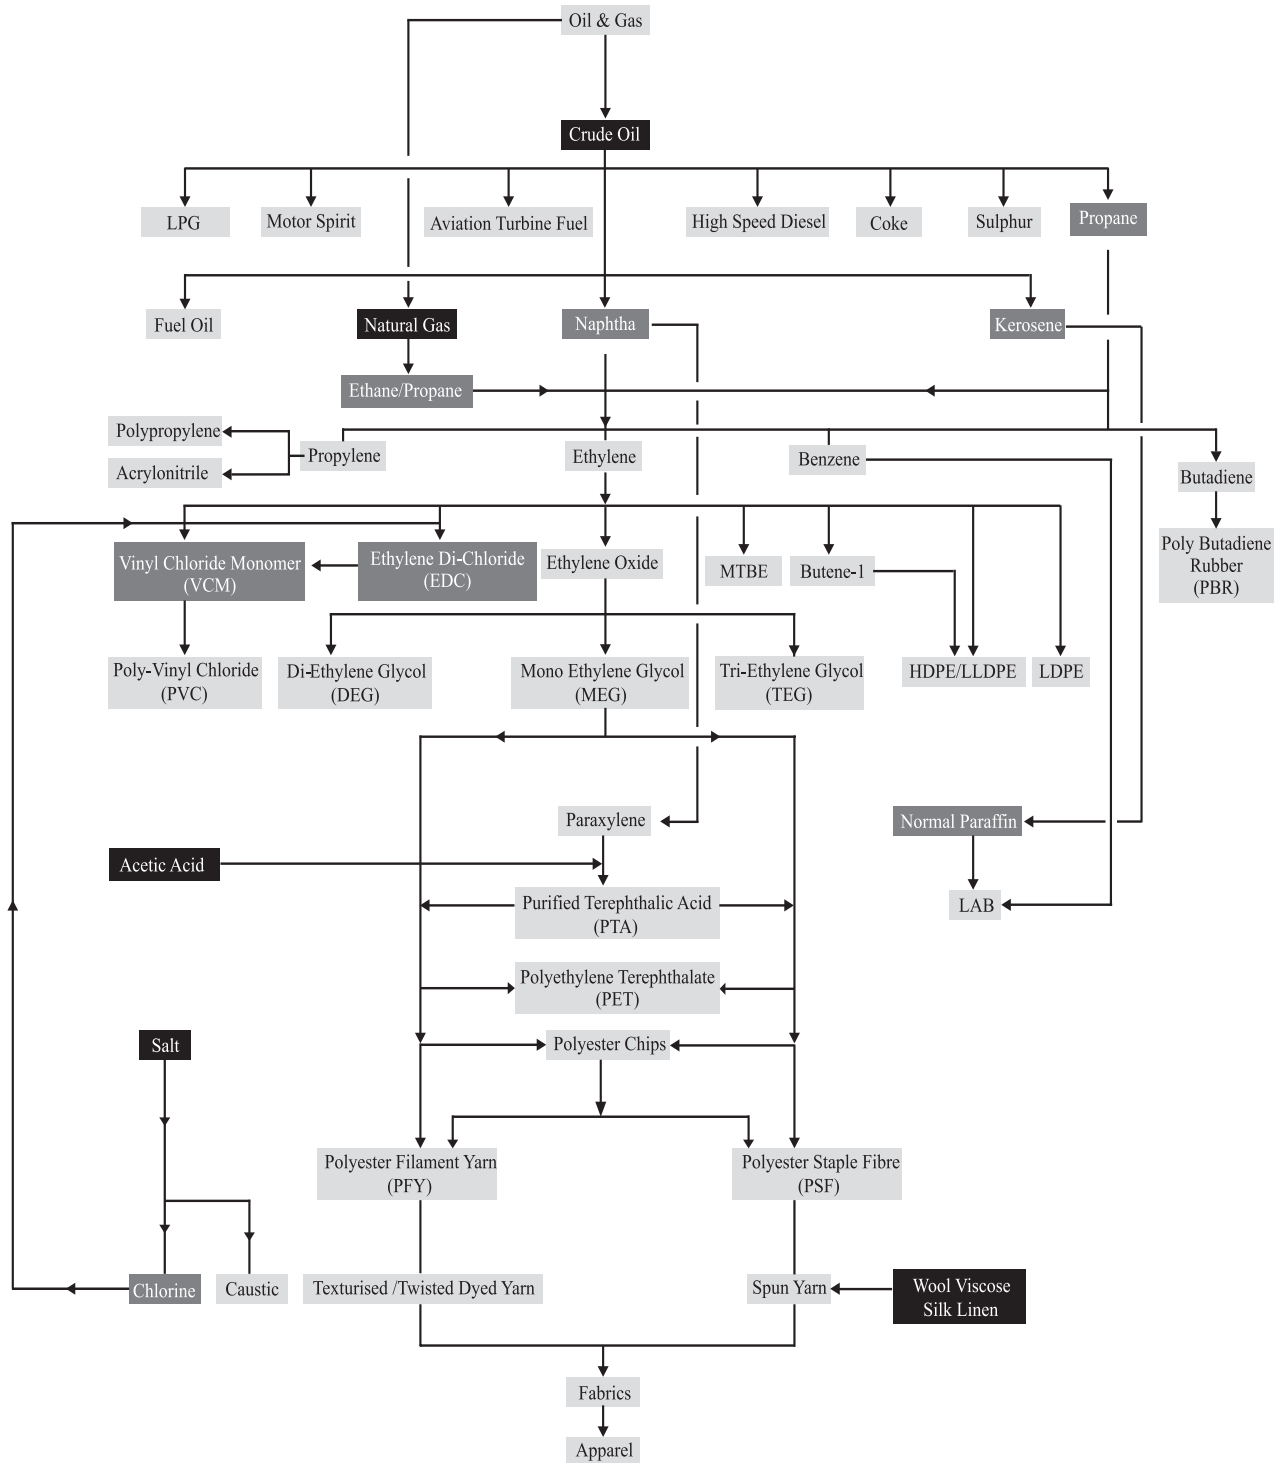 Oil & Gas
Crude Oil
LPG
Motor Spirit
Aviation Turbine Fuel
High Speed Diesel
Coke
Sulphur
Propane
Fuel Oil
Natural Gas
Naphtha
Kerosene
Ethane/Propane
Polypropylene
Acrylonitrile
Propylene
Ethylene
Benzene
Butadiene
Vinyl Chloride Monomer
(VCM)
Ethylene Di-Chloride
(EDC)
Ethylene Oxide
MTBE
Butene-1
Poly Butadiene
Rubber
(PBR)
Poly-Vinyl Chloride
(PVC)
Di-Ethylene Glycol
(DEG)
Mono Ethylene Glycol
(MEG)
Tri-Ethylene Glycol
(TEG)
HDPE/LLDPE
LDPE
Paraxylene
Normal Paraffin
Acetic Acid
Purified Terephthalic Acid
(PTA)
LAB
Polyethylene Terephthalate
(PET)
Salt
Polyester Chips
Polyester Filament Yarn
(PFY)
Polyester Staple Fibre
(PSF)
Chlorine
Caustic
Texturised /Twisted Dyed Yarn
Spun Yarn
Wool Viscose
Silk Linen
Fabrics
Apparel